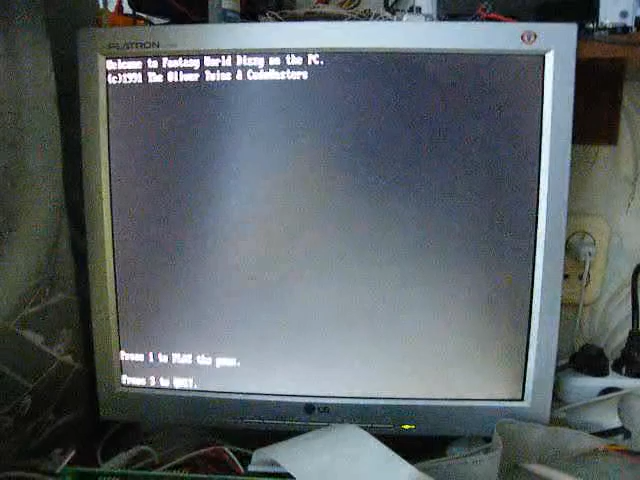 FLATRON
Welcome to Fantasy World Dizzy on the PC.
(c)1991 The Oliver Twins & CodeMasters
Press 1 to PLAY the game.
Press 3 to QUIT.
LG